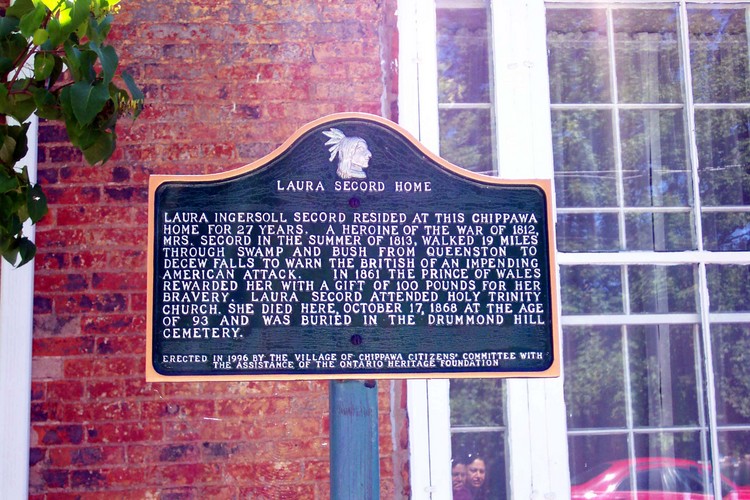 LAURA SECORD HOME
LAURA INGERSOLL SECORD RESIDED AT THIS CHIPPAWA
HOME FOR 27 YEARS. A HEROINE OF THE WAR OF 1812,
MRS. SECORD IN THE SUMMER OF 1813, WALKED 19 MILES
THROUGH SWAMP AND BUSH FROM QUEENSTON TO
DECEW FALLS TO WARN THE BRITISH OF AN IMPENDING
AMERICAN ATTACK. IN 1861 THE PRINCE OF WALES
REWARDED HER WITH A GIFT OF 100 POUNDS FOR HER
BRAVERY. LAURA SECORD ATTENDED HOLY TRINITY
CHURCH. SHE DIED HERE, OCTOBER 17, 1868 AT THE AGE
OF 93 AND WAS BURIED IN THE DRUMMOND HILL
CEMETERY.
ERECTED IN 1996 BY THE VILLAGE OF CHIPPAWA CITIZENS' COMMITTEE WITH
THE ASSISTANCE OF THE ONTARIO HERITAGE FOUNDATION